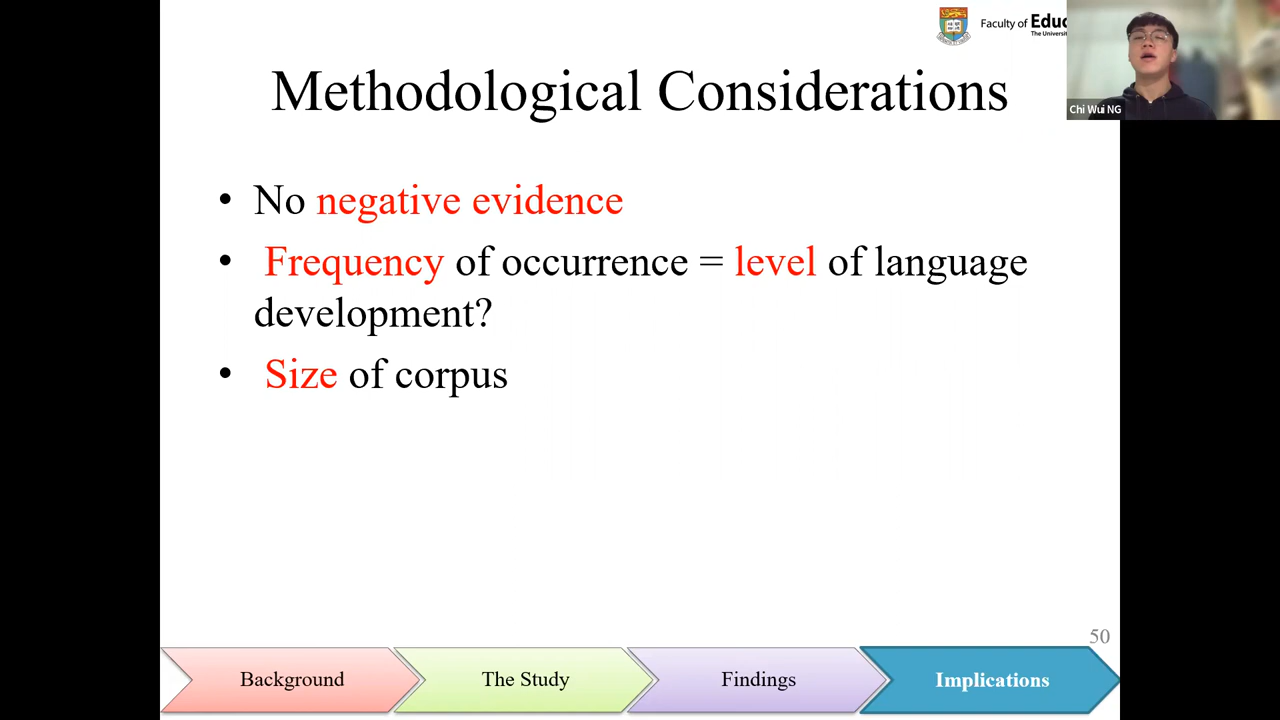 Faculty of
The
Methodological Considerations
Chi Wui NG
• No negative evidence
• Frequency of occurrence = level of language
development?
• Size of corpus
50
Background
The Study
Findings
Implications